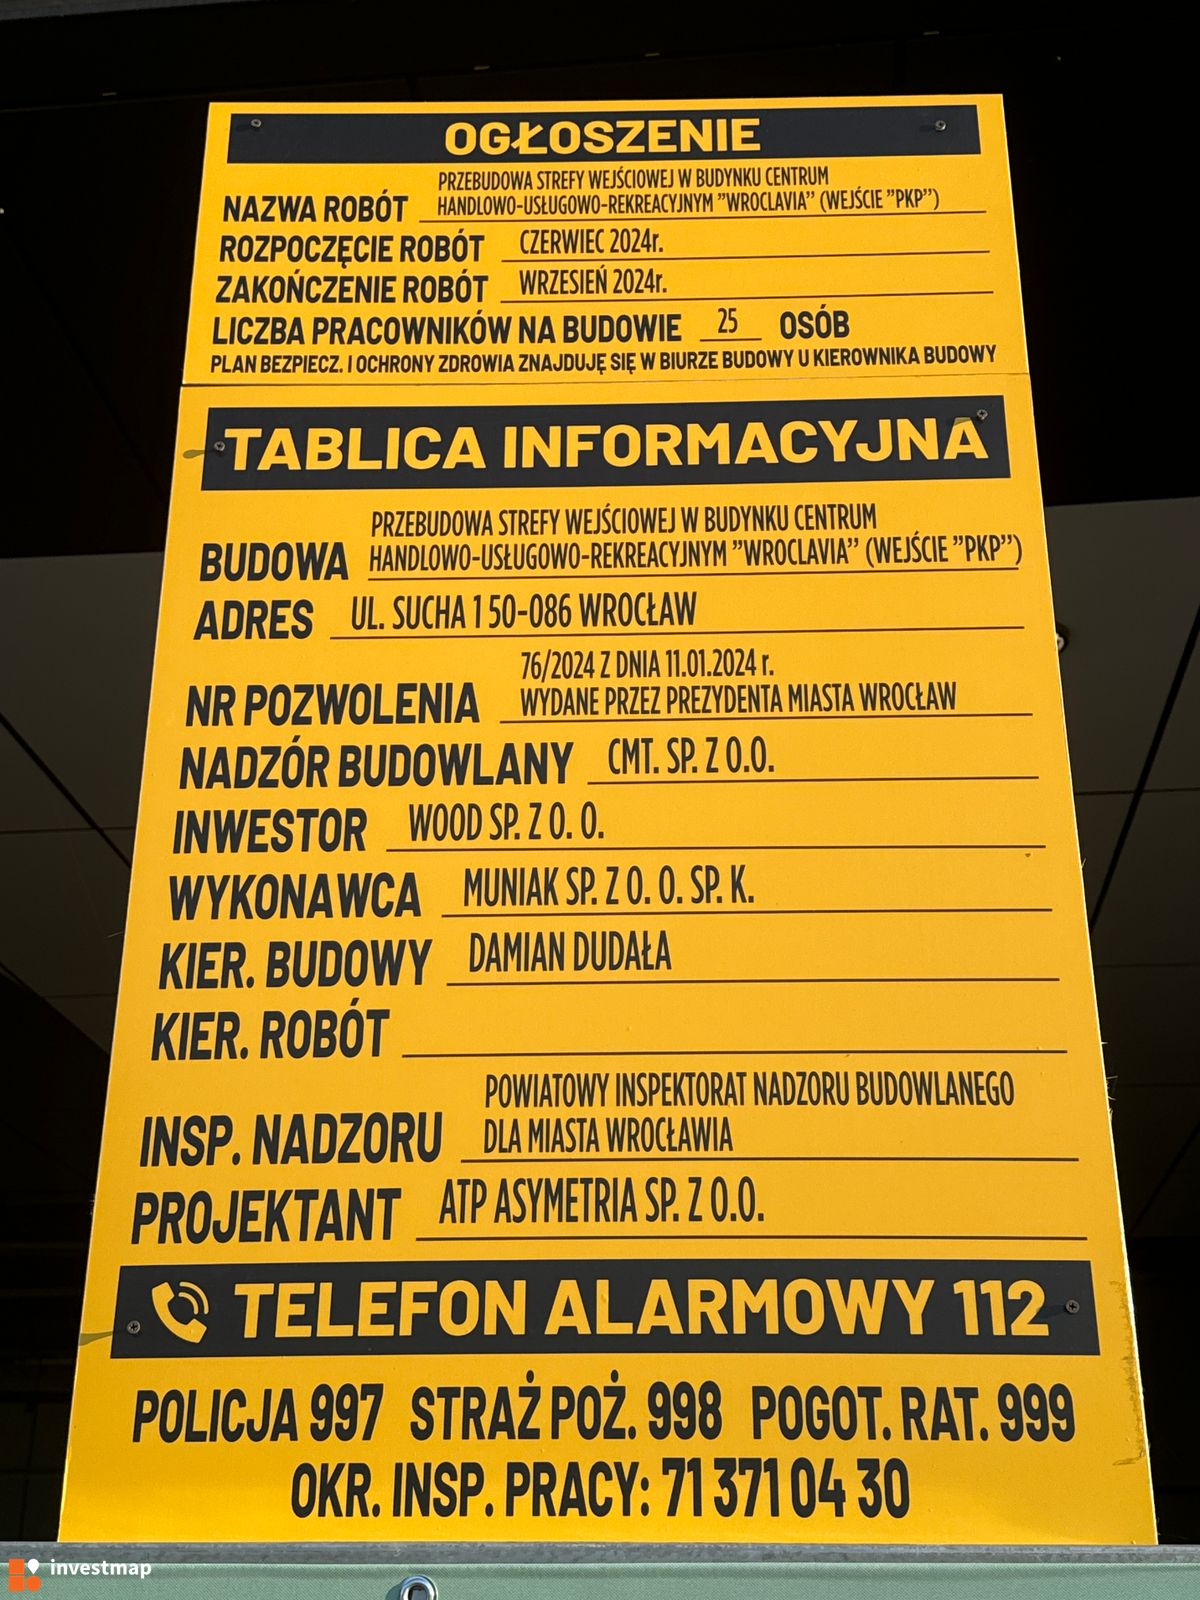 OGŁOSZENIE
NAZWA ROBÓT PRZEBUDOWA STREFY WEJŚCIOWEJ W BUDYNKU CENTRUM
HANDLOWO-USŁUGOWO-REKREACYJNYM ”WROCLAVIA” (WEJŚCIE ”PKP”)
ROZPOCZĘCIE ROBÓT CZERWIEC 2024r.
ZAKOŃCZENIE ROBÓT WRZESIEŃ 2024r.
LICZBA PRACOWNIKÓW NA BUDOWIE 25 OSÓB
PLAN BEZPIECZ. I OCHRONY ZDROWIA ZNAJDUJĘ SIĘ W BIURZE BUDOWY U KIEROWNIKA BUDOWY
TABLICA INFORMACYJNA
BUDOWA PRZEBUDOWA STREFY WEJŚCIOWEJ W BUDYNKU CENTRUM
HANDLOWO-USŁUGOWO-REKREACYJNYM ”WROCLAVIA” (WEJŚCIE ”PKP”)
ADRES UL. SUCHA 1 50-086 WROCŁAW
NR POZWOLENIA 76/2024 Z DNIA 11.01.2024 r.
WYDANE PRZEZ PREZYDENTA MIASTA WROCŁAW
NADZÓR BUDOWLANY CMT. SP. Z O.O.
INWESTOR WOOD SP. Z O. O.
WYKONAWCA MUNIAK SP. Z O. O. SP. K.
KIER. BUDOWY DAMIAN DUDAŁA
KIER. ROBÓT
INSP. NADZORU POWIATOWY INSPEKTORAT NADZORU BUDOWLANEGO
DLA MIASTA WROCŁAWIA
PROJEKTANT ATP ASYMETRIA SP. Z O.O.
TELEFON ALARMOWY 112
POLICJA 997 STRAŻ POŻ. 998 POGOT. RAT. 999
OKR. INSP. PRACY: 71 371 04 30
investmap